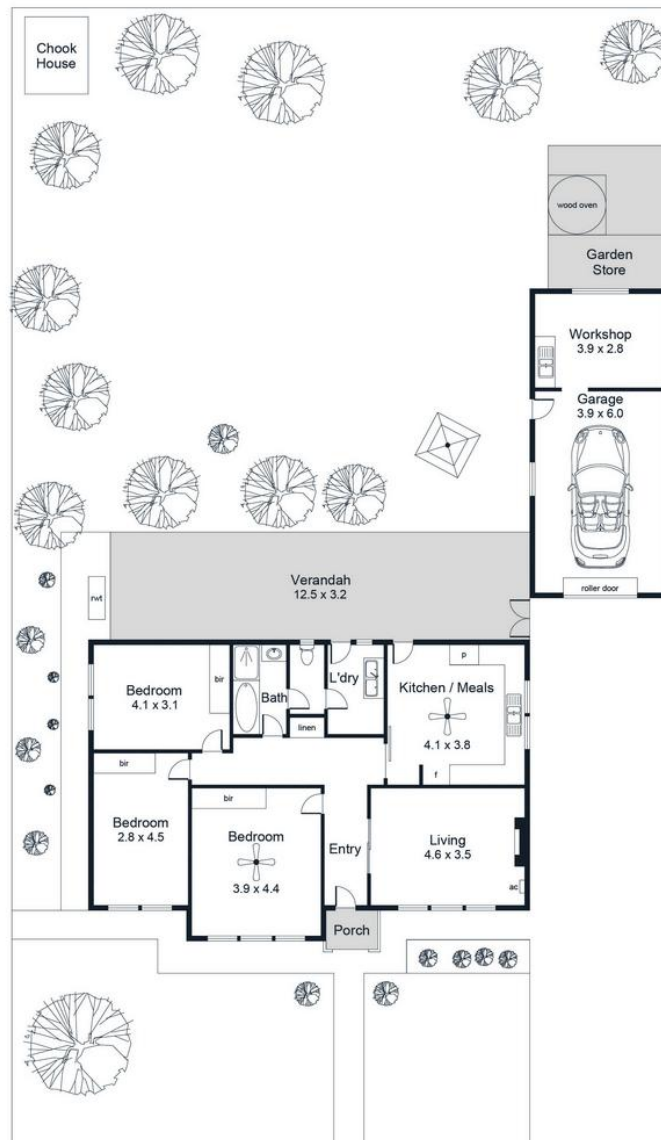 Chook
House
wood oven
Garden
Store
Workshop
3.9 x 2.8
Garage
3.9 x 6.0
roller door
Verandah
12.5 x 3.2
rwt
Bedroom
4.1 x 3.1
bir
Bath
L'dry
linen
Kitchen / Meals
4.1 x 3.8
p
f
bir
Bedroom
2.8 x 4.5
bir
Bedroom
3.9 x 4.4
Entry
Living
4.6 x 3.5
ac
Porch